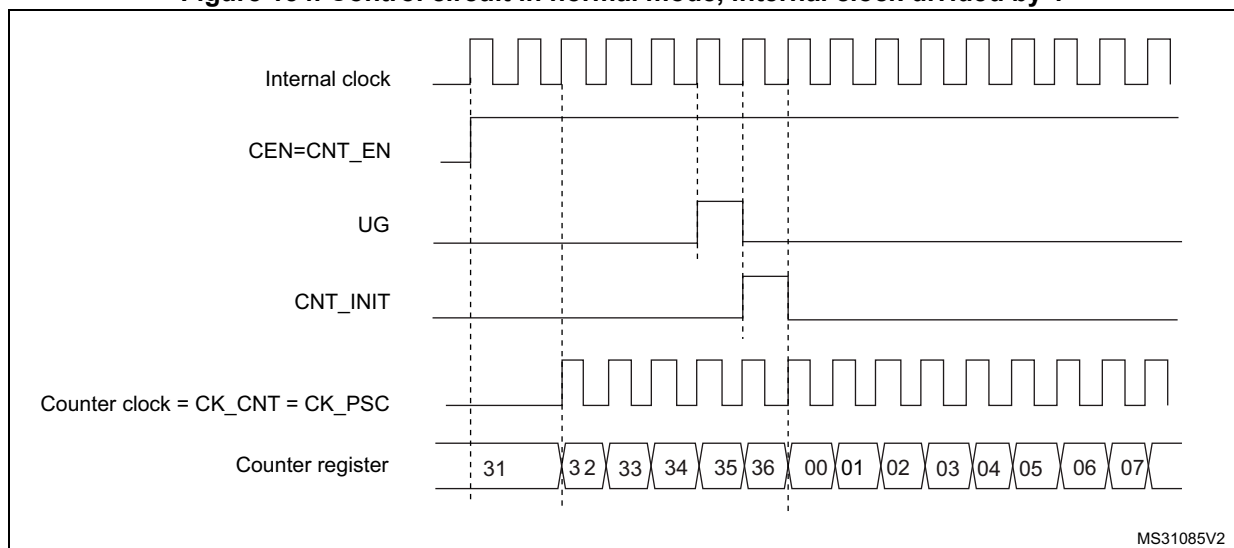 Internal clock
CEN=CNT_EN
UG
CNT_INIT
Counter clock = CK_CNT = CK_PSC
Counter register 31 32 33 34 35 36 00 01 02 03 04 05 06 07
MS31085V2